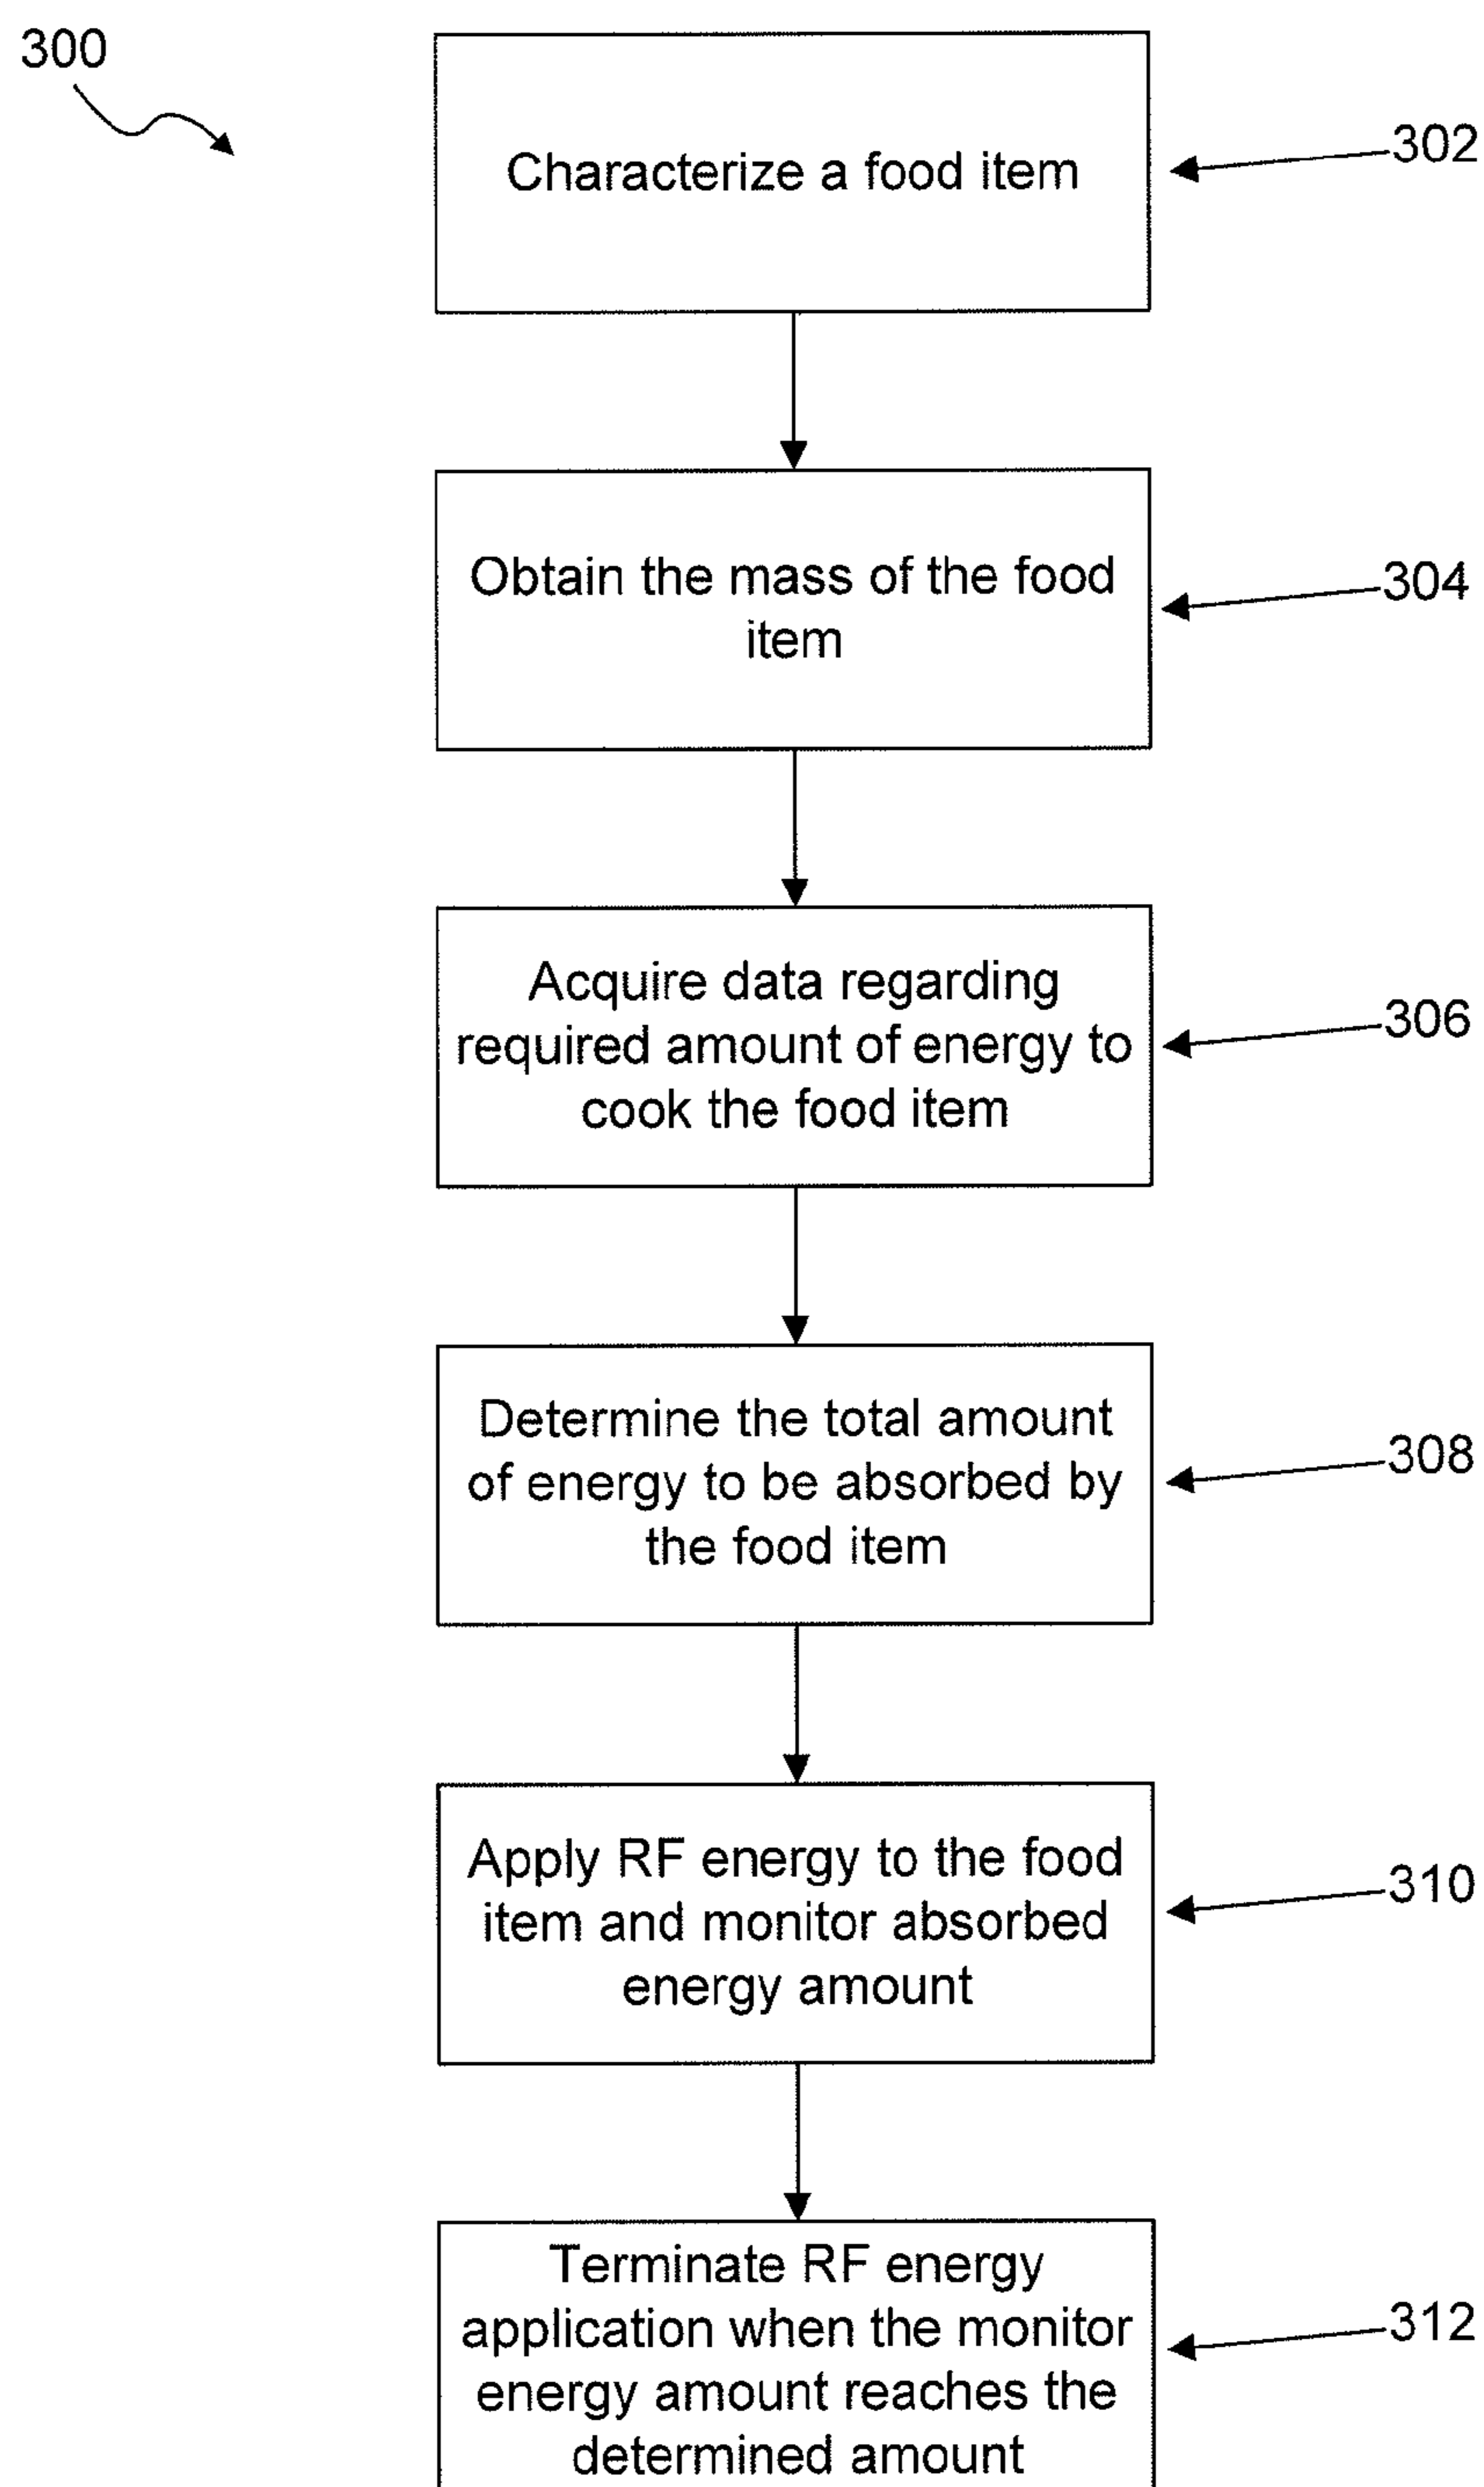 300
Characterize a food item
302
Obtain the mass of the food
item
304
Acquire data regarding
required amount of energy to
cook the food item
306
Determine the total amount
of energy to be absorbed by
the food item
308
Apply RF energy to the food
item and monitor absorbed
energy amount
310
Terminate RF energy
application when the monitor
energy amount reaches the
determined amount
312